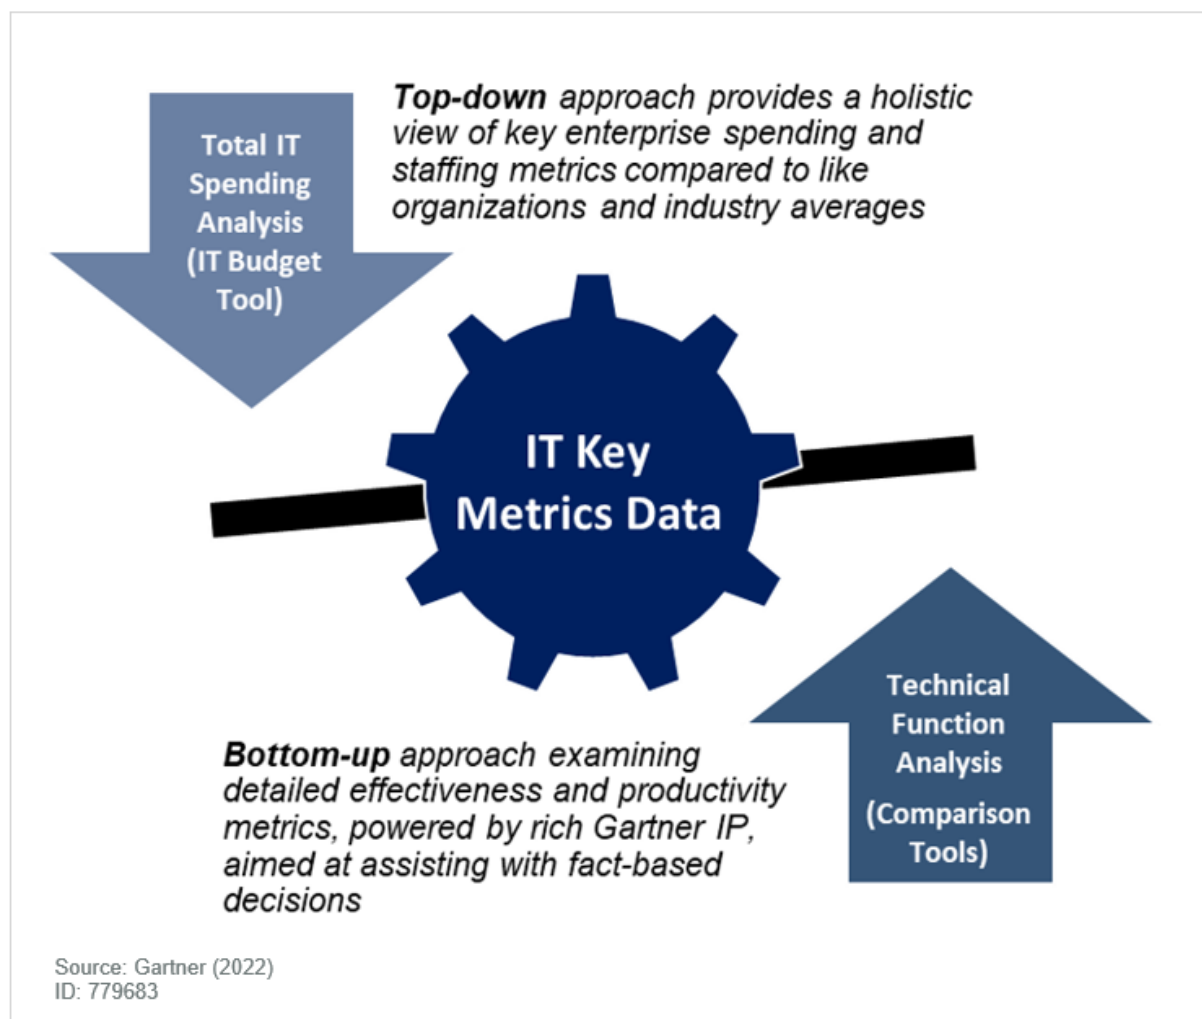 Total IT
Spending
Analysis
(IT Budget
Tool)
Top-down approach provides a holistic
view of key enterprise spending and
staffing metrics compared to like
organizations and industry averages
IT Key
Metrics Data
Technical
Function
Analysis
(Comparison
Tools)
Bottom-up approach examining
detailed effectiveness and productivity
metrics, powered by rich Gartner IP,
aimed at assisting with fact-based
decisions
Source: Gartner (2022)
ID: 779683